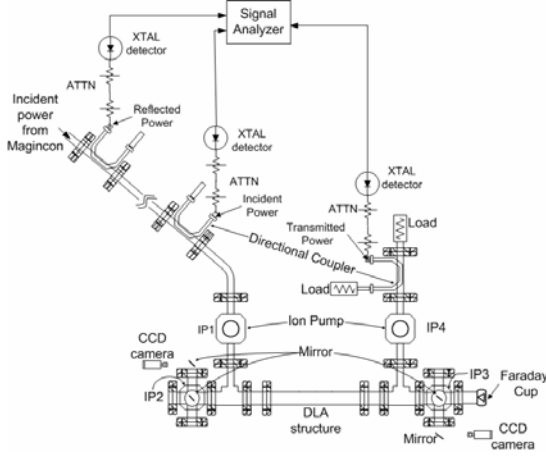 Signal
Analyzer
XTAL
detector
ATTN
Incident
power
from
Magincon
Reflected
Power
XTAL
detector
ATTN
Incident
Power
XTAL
detector
ATTN
Transmitted
Power
Load
Directional Coupler
Load
IP1
Ion Pump
IP4
CCD
camera
Mirror
IP2
IP3
Faraday
Cup
DLA
structure
Mirror
CCD
camera